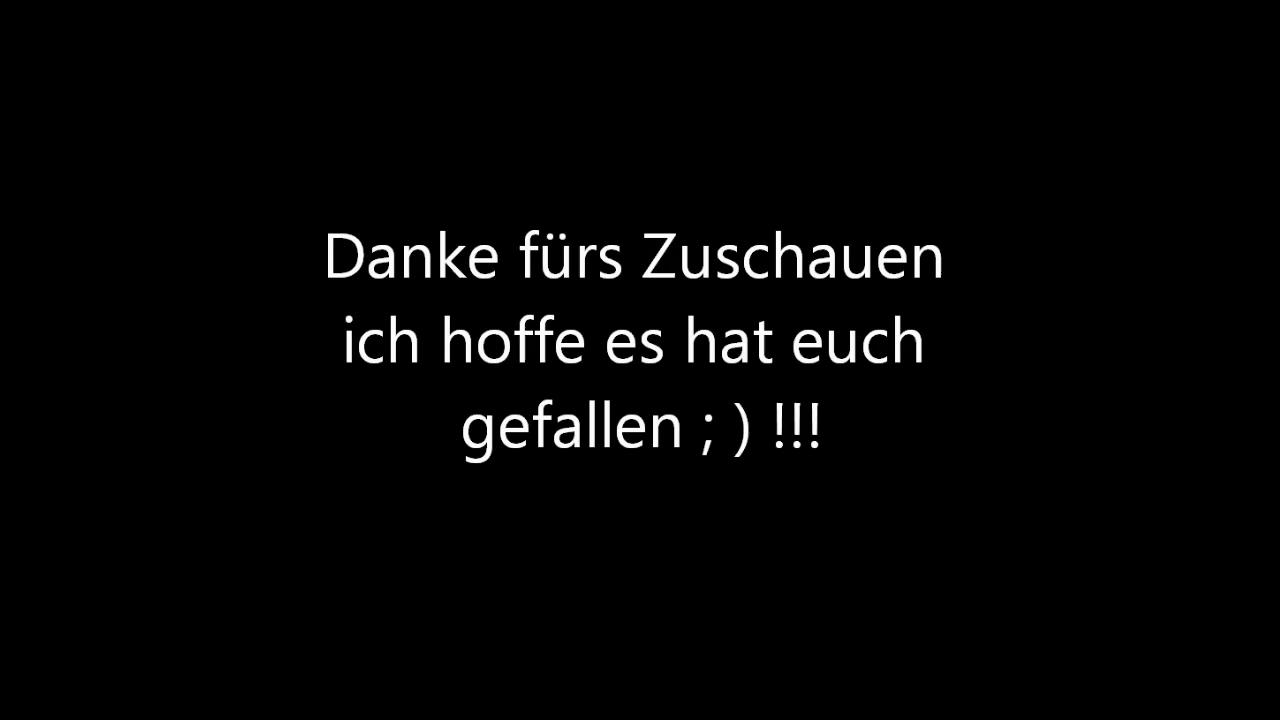 Danke fürs Zuschauen
ich hoffe es hat euch
gefallen ; ) !!!